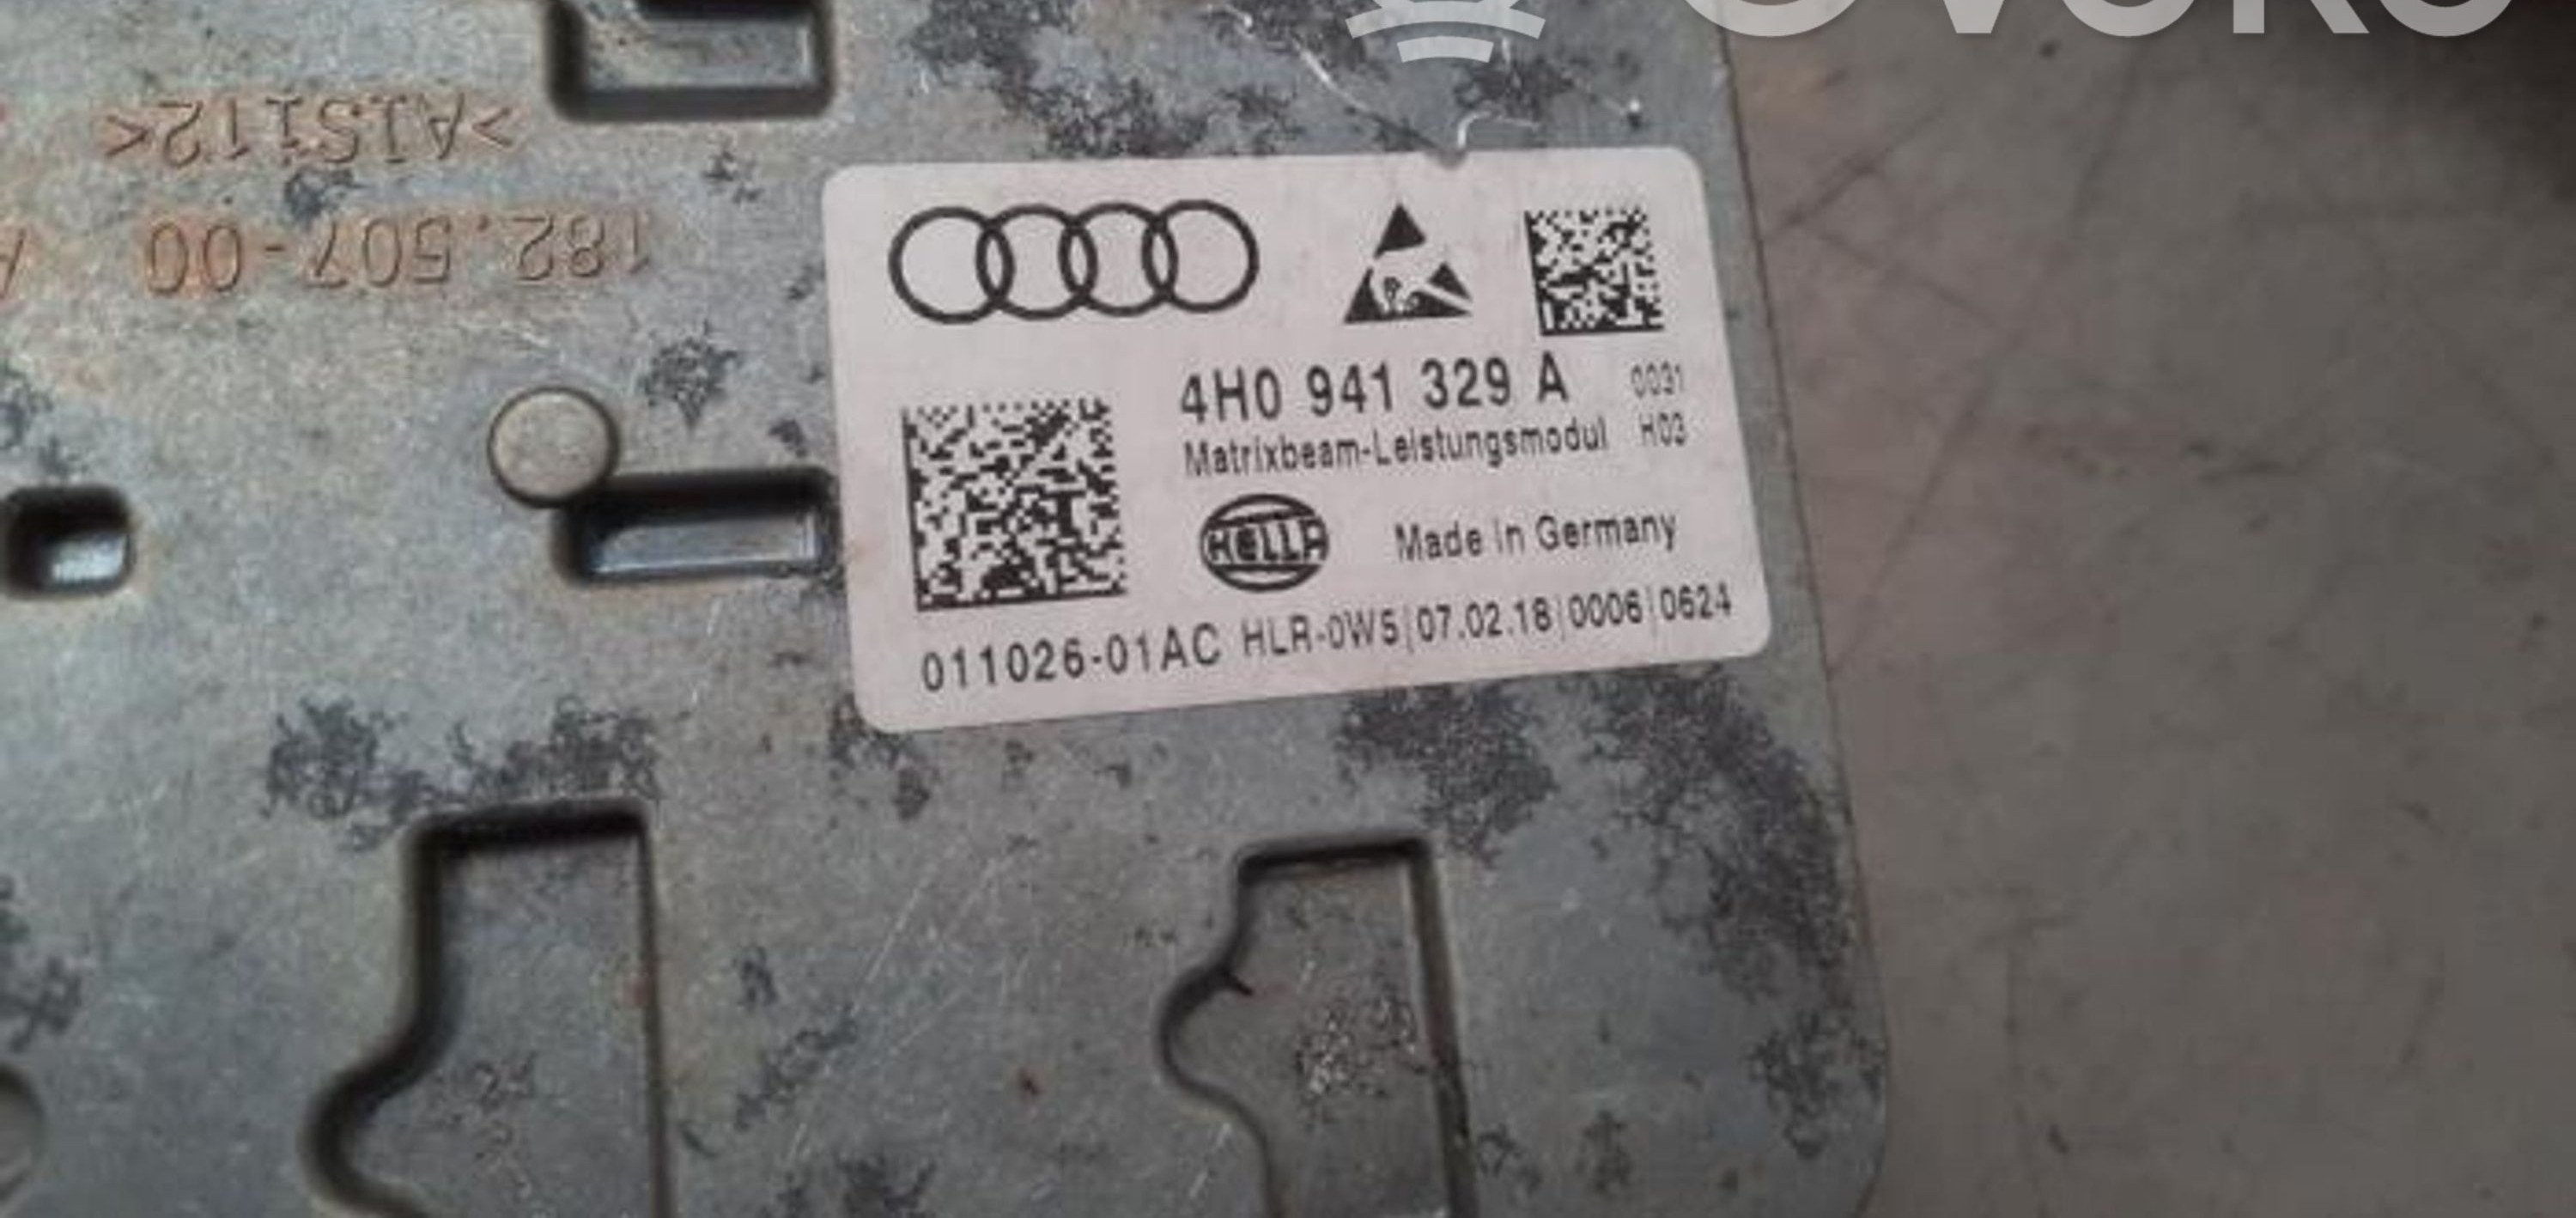 >AlSi12<
182.507-00
4H0 941 329 A 0031
Matrixbeam-Leistungsmodul H03
HELLA Made in Germany
011026-01AC HLR-0W5|07.02.18|0006|0624